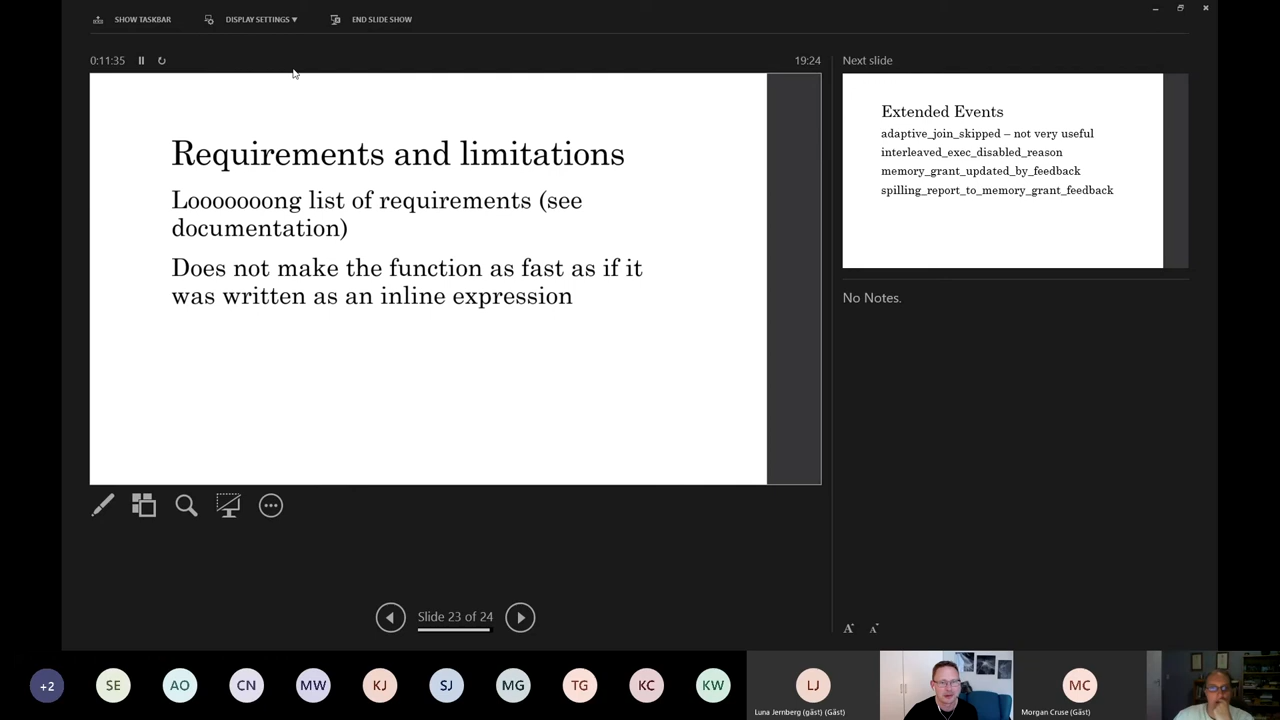 SHOW TASKBAR
DISPLAY SETTINGS ▼
END SLIDE SHOW
0:11:35
19:24
Next slide
Requirements and limitations
Looooooong list of requirements (see
documentation)
Does not make the function as fast as if it
was written as an inline expression
Extended Events
adaptive_join_skipped – not very useful
interleaved_exec_disabled_reason
memory_grant_updated_by_feedback
spilling_report_to_memory_grant_feedback
No Notes.
Slide 23 of 24
A A
+2
SE
AO
CN
MW
KJ
SJ
MG
TG
KC
KW
LJ
Luna Jernberg (gäst) (Gäst)
MC
Morgan Cruse (Gäst)